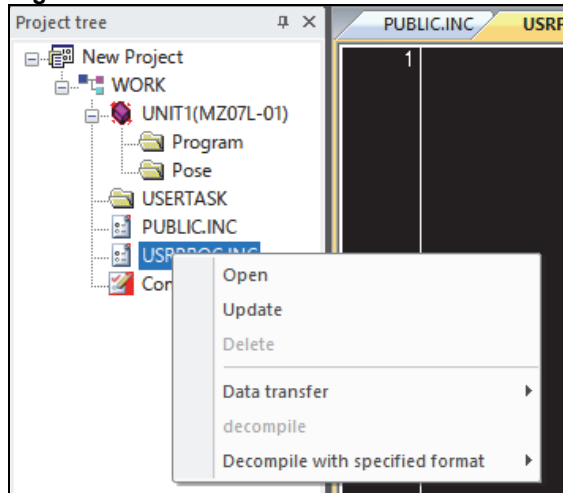 Project tree
PUBLIC.INC
1
New Project
WORK
UNIT1(MZ07L-01)
Program
Pose
USERTASK
PUBLIC.INC
Open
Update
Delete
Data transfer
decompile
Decompile with specified format